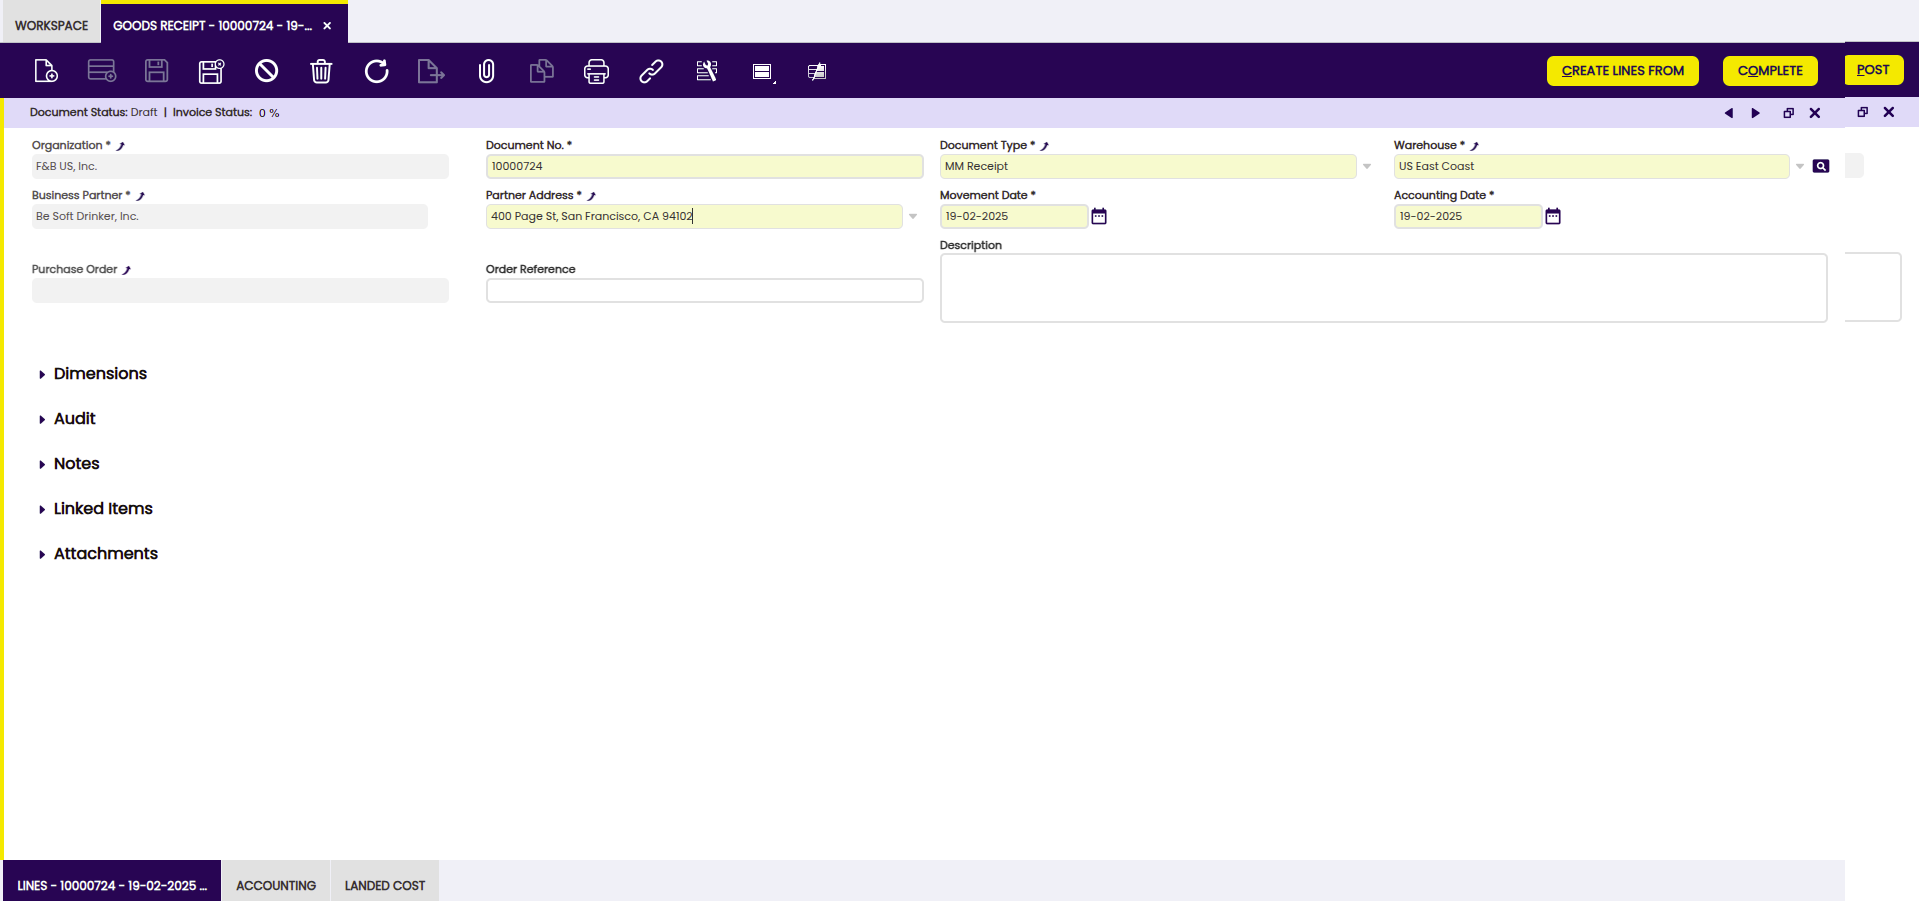 WORKSPACE
GOODS RECEIPT - 10000724 - 19-...
CREATE LINES FROM
COMPLETE
POST
Document Status: Draft | Invoice Status: 0 %
Organization *
Document No. *
Document Type *
Warehouse *
F&B US, Inc.
10000724
MM Receipt
US East Coast
Business Partner *
Partner Address *
Movement Date *
Accounting Date *
Be Soft Drinker, Inc.
400 Page St, San Francisco, CA 94102
19-02-2025
19-02-2025
Description
Purchase Order
Order Reference
Dimensions
Audit
Notes
Linked Items
Attachments
LINES - 10000724 - 19-02-2025 ...
ACCOUNTING
LANDED COST